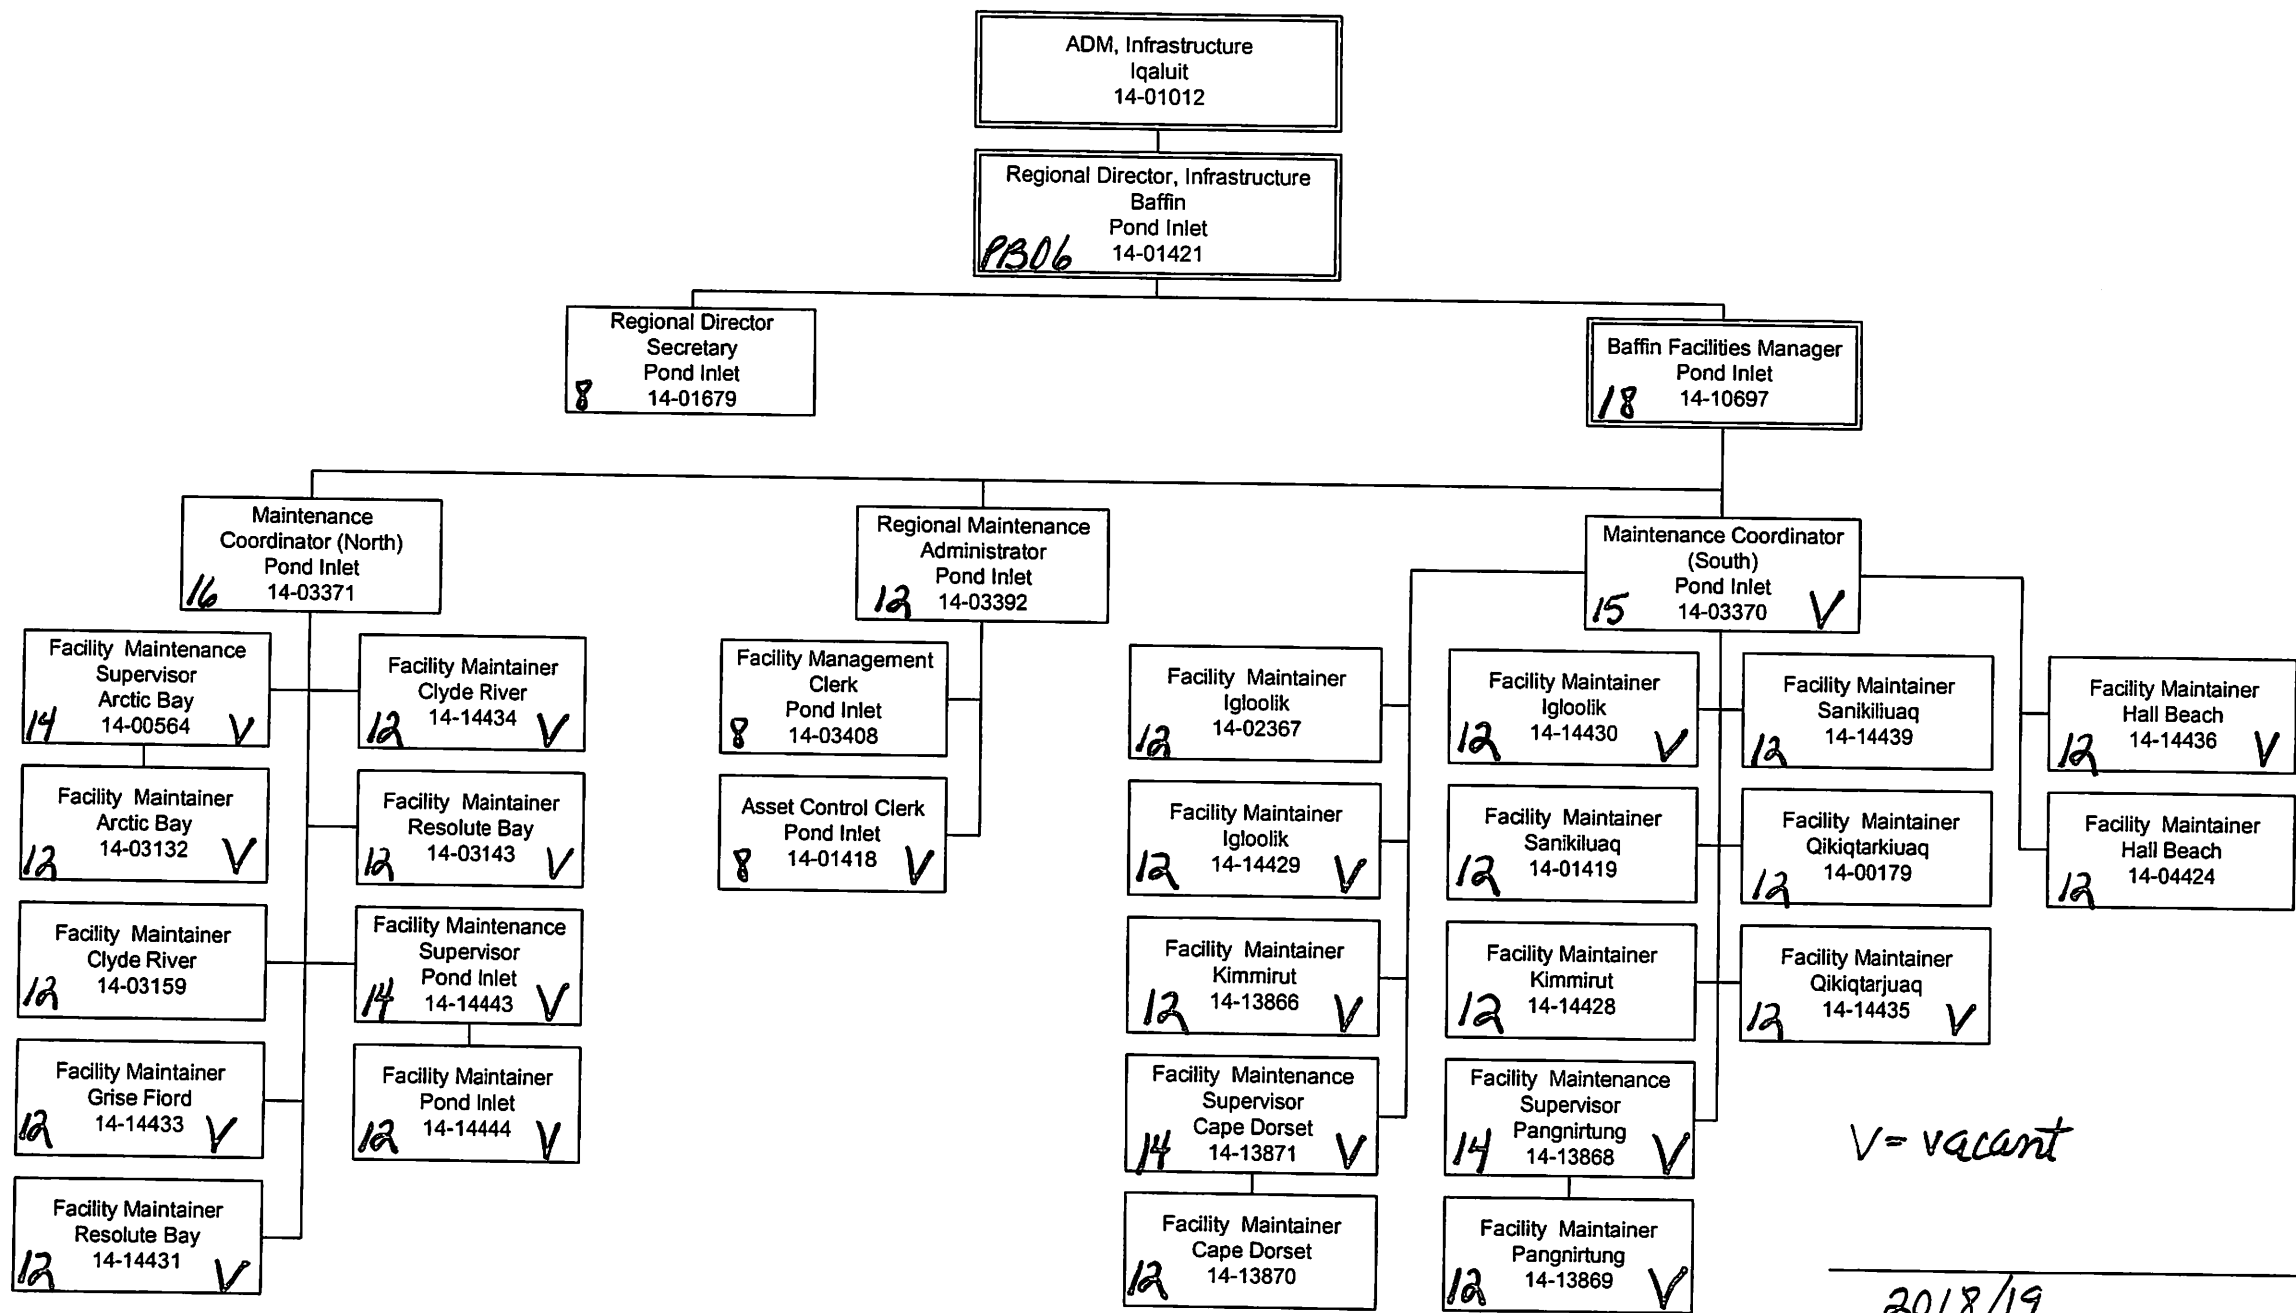 ADM, Infrastructure
Iqaluit
14-01012
Regional Director, Infrastructure
Baffin
Pond Inlet
14-01421
PB06
Regional Director
Secretary
Pond Inlet
14-01679
8
Baffin Facilities Manager
Pond Inlet
14-10697
18
Maintenance
Coordinator (North)
Pond Inlet
14-03371
16
Regional Maintenance
Administrator
Pond Inlet
14-03392
12
Maintenance Coordinator
(South)
Pond Inlet
14-03370
15 V
Facility Maintenance
Supervisor
Arctic Bay
14-00564
14 V
Facility Maintainer
Clyde River
14-14434
12 V
Facility Maintainer
Arctic Bay
14-03132
12 V
Facility Maintainer
Resolute Bay
14-03143
12 V
Facility Maintainer
Clyde River
14-03159
12
Facility Maintenance
Supervisor
Pond Inlet
14-14443
14 V
Facility Maintainer
Grise Fiord
14-14433
12 V
Facility Maintainer
Pond Inlet
14-14444
12 V
Facility Maintainer
Resolute Bay
14-14431
12 V
Facility Management
Clerk
Pond Inlet
14-03408
8
Asset Control Clerk
Pond Inlet
14-01418
8 V
Facility Maintainer
Igloolik
14-02367
12
Facility Maintainer
Igloolik
14-14430
12 V
Facility Maintainer
Sanikiliuaq
14-14439
12
Facility Maintainer
Hall Beach
14-14436
12 V
Facility Maintainer
Igloolik
14-14429
12 V
Facility Maintainer
Sanikiluaq
14-01419
12
Facility Maintainer
Qikiqtarkiuaq
14-00179
12
Facility Maintainer
Hall Beach
14-04424
12
Facility Maintainer
Kimmirut
14-13866
12 V
Facility Maintainer
Kimmirut
14-14428
12
Facility Maintainer
Qikiqtarjuaq
14-14435
12 V
Facility Maintenance
Supervisor
Cape Dorset
14-13871
14 V
Facility Maintenance
Supervisor
Pangnirtung
14-13868
14 V
Facility Maintainer
Cape Dorset
14-13870
12
Facility Maintainer
Pangnirtung
14-13869
12 V
V = vacant
2018/19